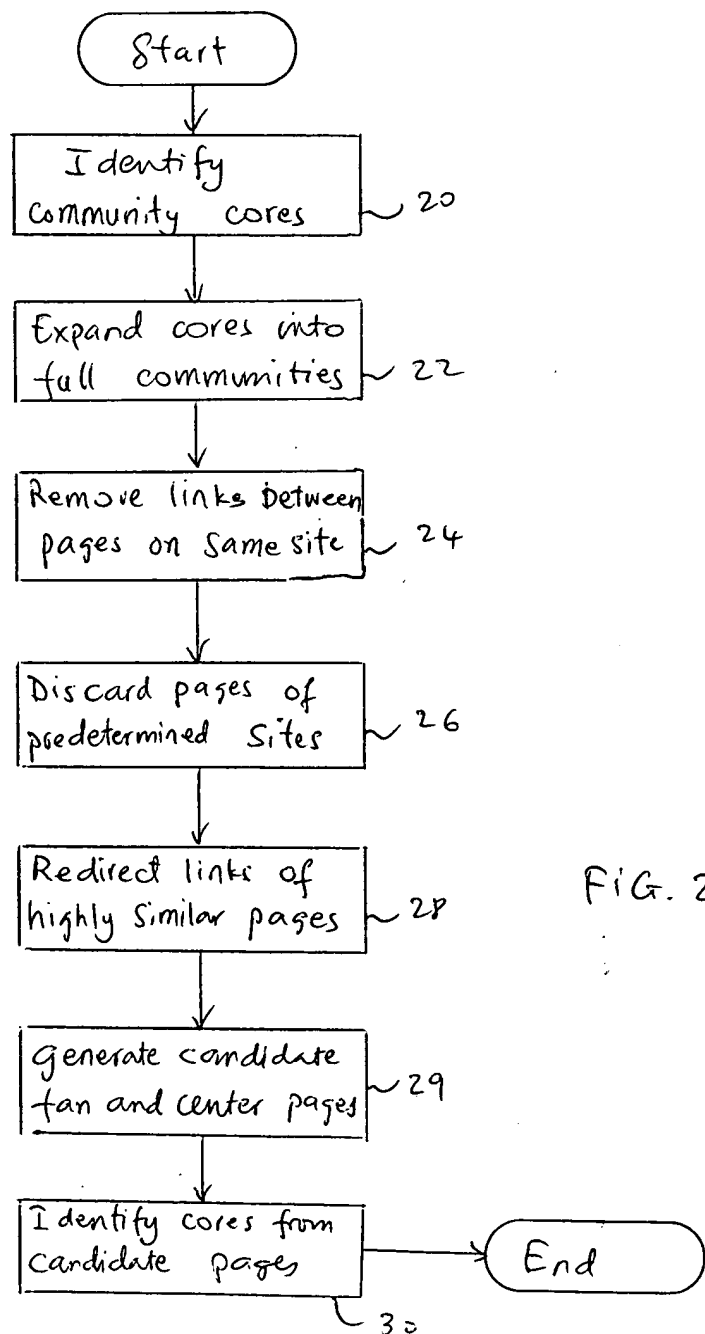 Start
Identify
community cores
20
Expand cores into
full communities
22
Remove links between
pages on same site
24
Discard pages of
predetermined Sites
26
Redirect links of
highly similar pages
28
FIG. 2
generate candidate
fan and center pages
29
Identify cores from
candidate pages
30
End